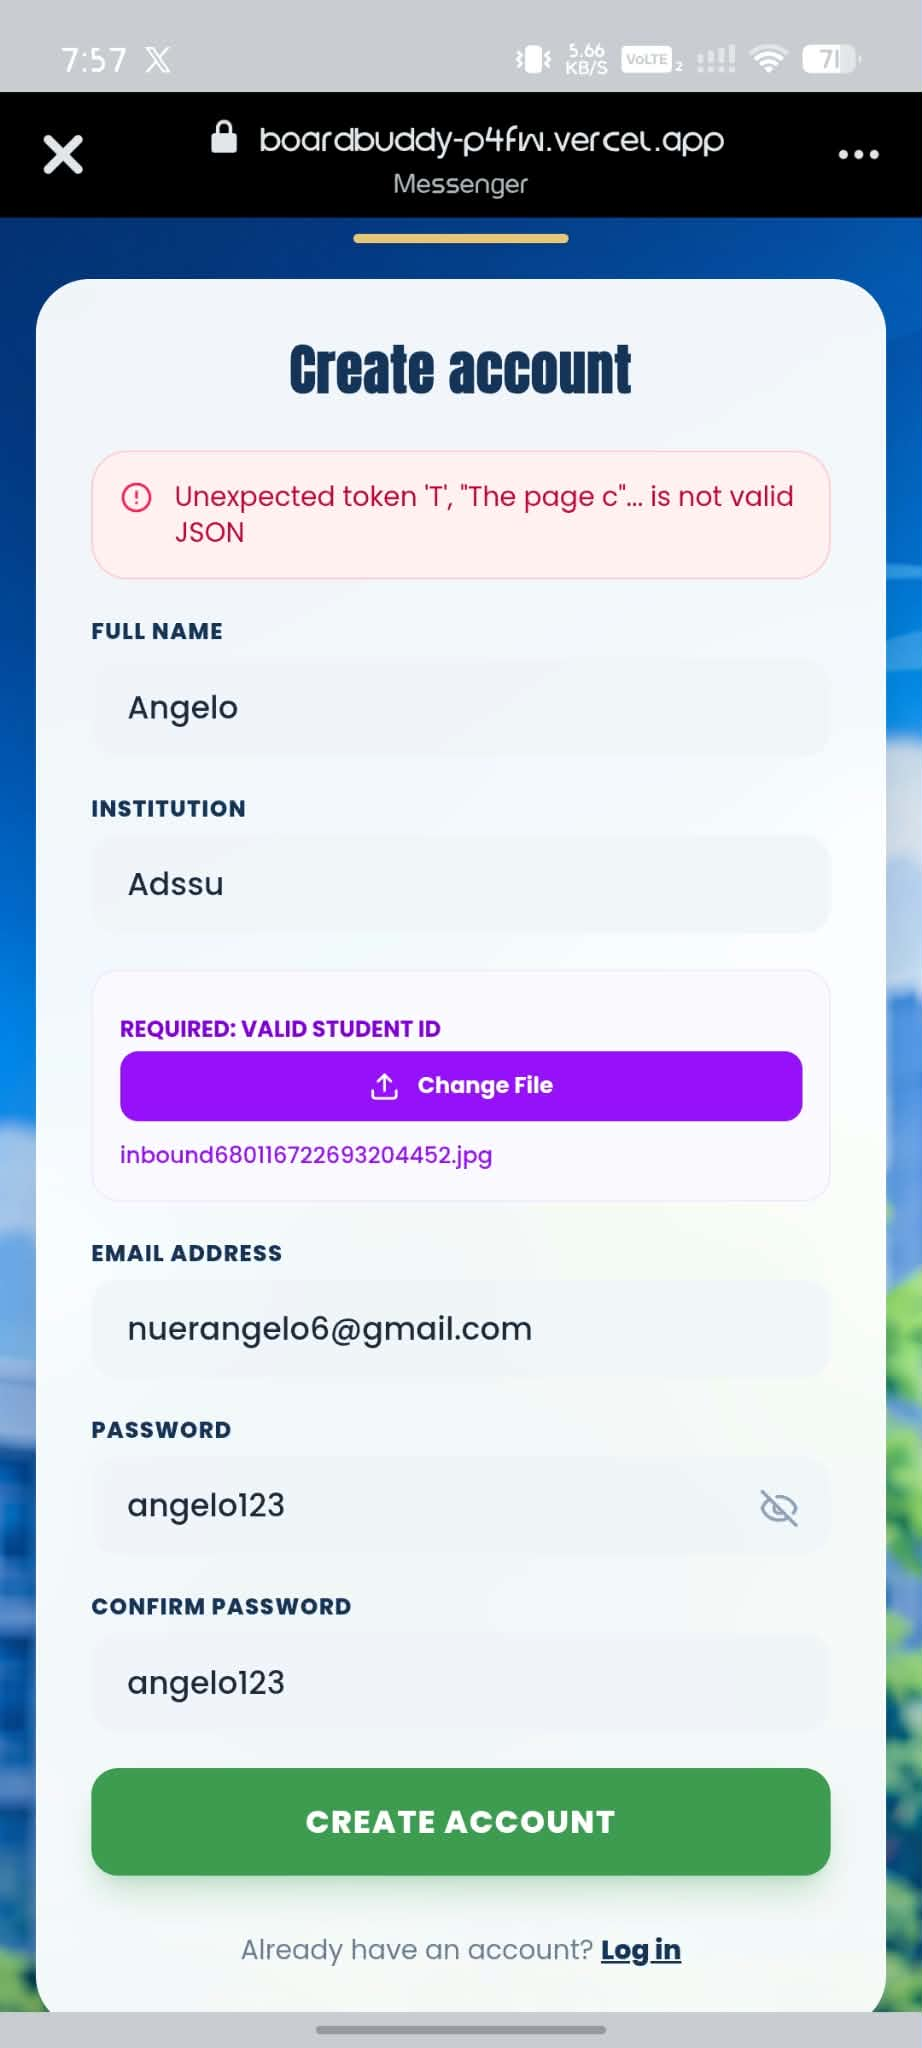 7:57
5.66
KB/S
VoLTE 2
71
boardbuddy-p4fw.vercel.app
Messenger
Create account
Unexpected token 'T', "The page c"... is not valid
JSON
FULL NAME
Angelo
INSTITUTION
Adssu
REQUIRED: VALID STUDENT ID
Change File
inbound680116722693204452.jpg
EMAIL ADDRESS
nuerangelo6@gmail.com
PASSWORD
angelo123
CONFIRM PASSWORD
angelo123
CREATE ACCOUNT
Already have an account? Log in